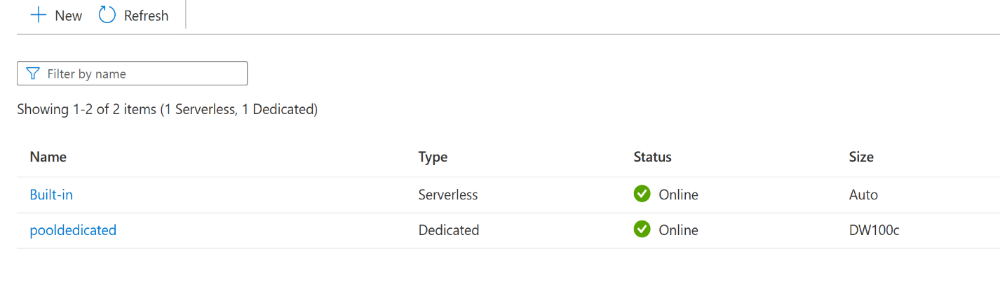 New Refresh
Filter by name
Showing 1-2 of 2 items (1 Serverless, 1 Dedicated)
Name Type Status Size
Built-in Serverless Online Auto
pooldedicated Dedicated Online DW100c